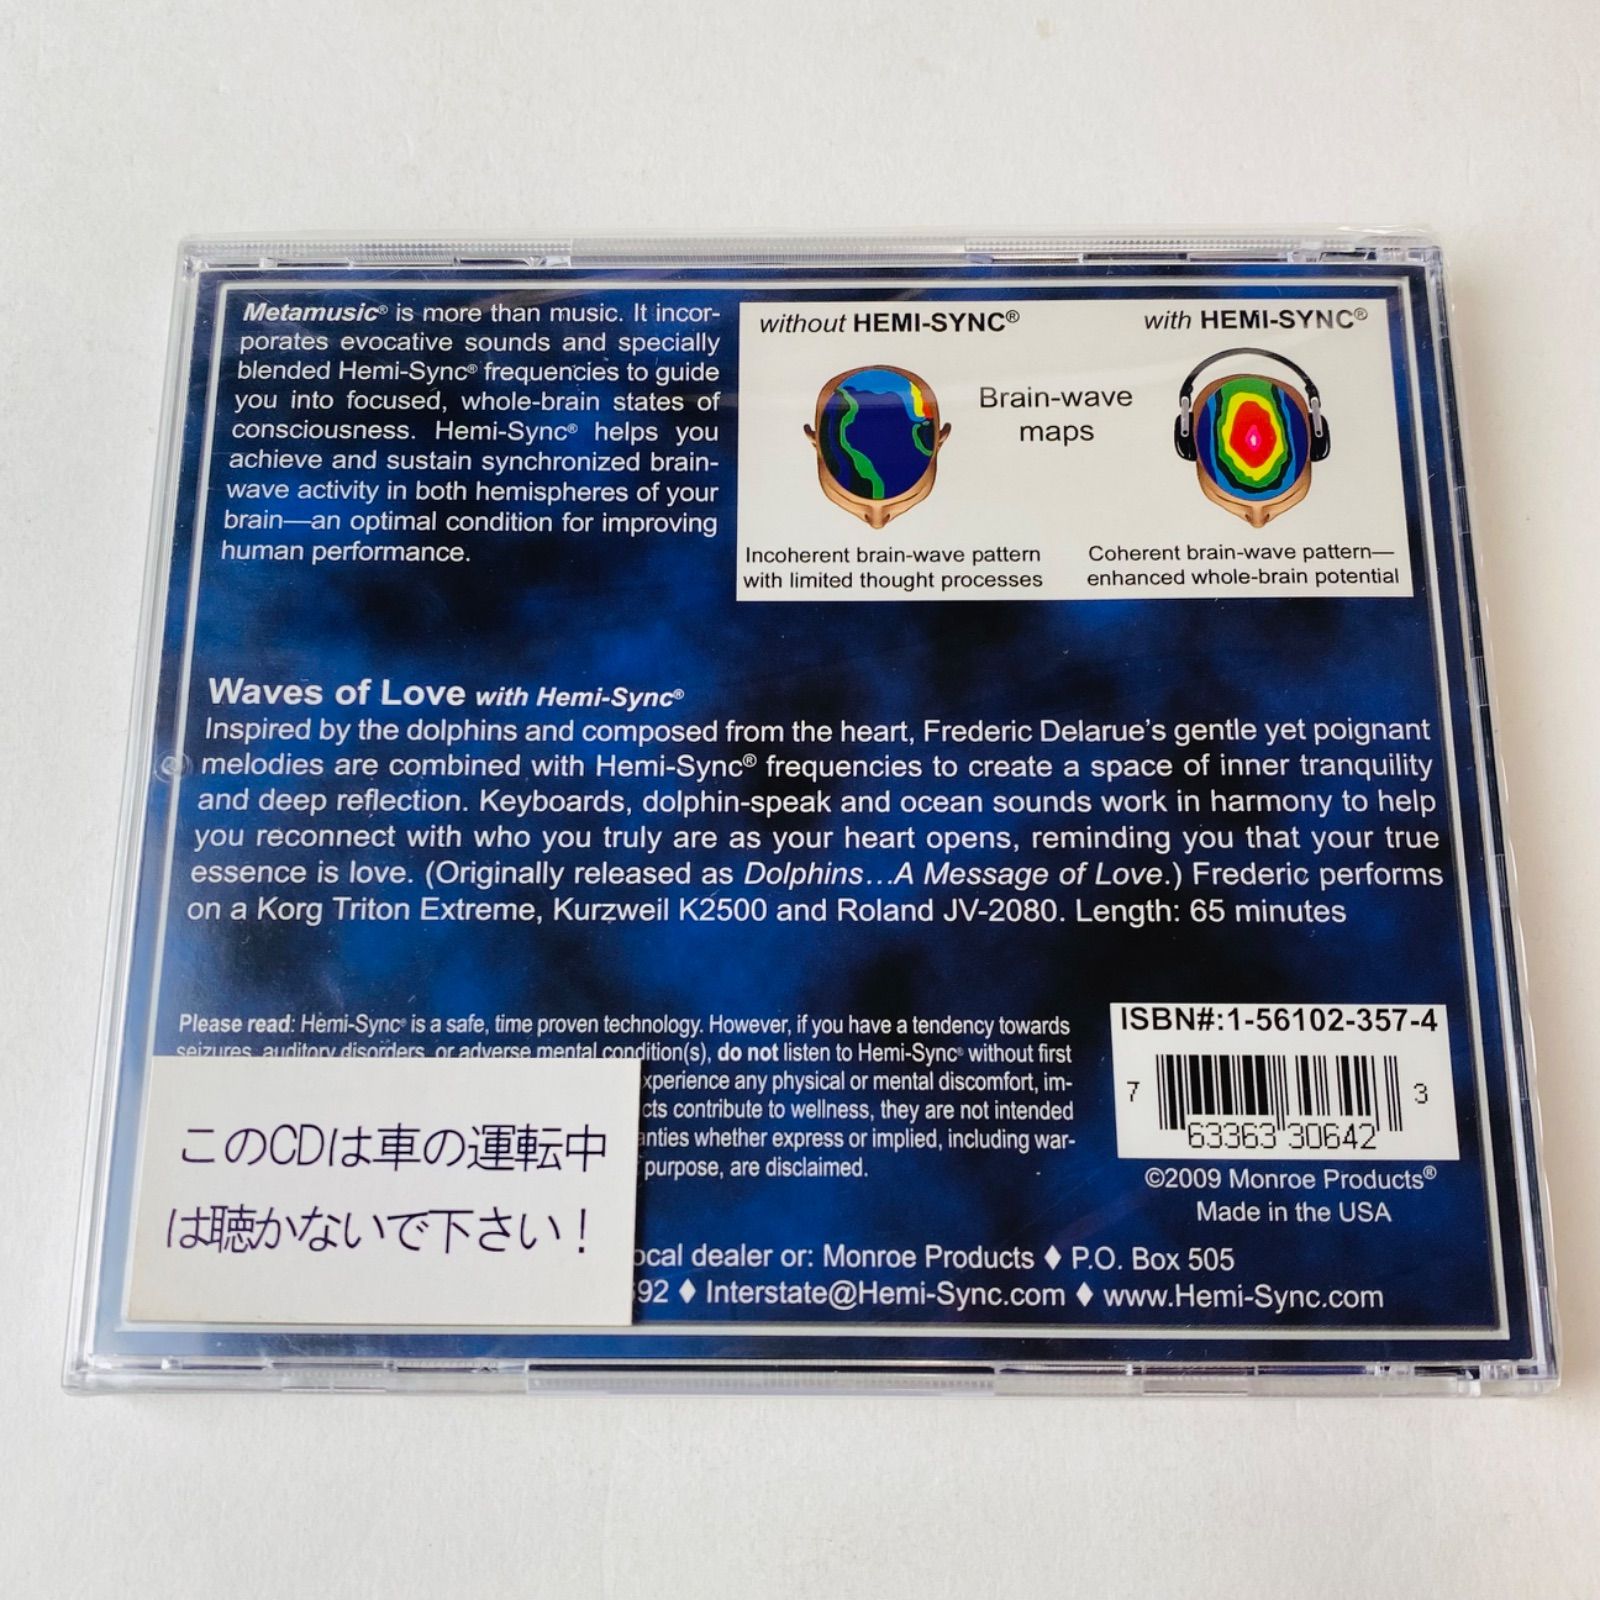 Metamusic® is more than music. It incor-
porates evocative sounds and specially
blended Hemi-Sync® frequencies to guide
you into focused, whole-brain states of
consciousness. Hemi-Sync® helps you
achieve and sustain synchronized brain-
wave activity in both hemispheres of your
brain—an optimal condition for improving
human performance.
without HEMI-SYNC®
with HEMI-SYNC®
Brain-wave
maps
Incoherent brain-wave pattern
with limited thought processes
Coherent brain-wave pattern—
enhanced whole-brain potential
Waves of Love with Hemi-Sync®
Inspired by the dolphins and composed from the heart, Frederic Delarue's gentle yet poignant
melodies are combined with Hemi-Sync® frequencies to create a space of inner tranquility
and deep reflection. Keyboards, dolphin-speak and ocean sounds work in harmony to help
you reconnect with who you truly are as your heart opens, reminding you that your true
essence is love. (Originally released as Dolphins…A Message of Love.) Frederic performs
on a Korg Triton Extreme, Kurzweil K2500 and Roland JV-2080. Length: 65 minutes
Please read: Hemi-Sync® is a safe, time proven technology. However, if you have a tendency towards
seizures, auditory disorders, or adverse mental condition(s), do not listen to Hemi-Sync® without first
xperience any physical or mental discomfort, im-
cts contribute to wellness, they are not intended
anties whether express or implied, including war-
purpose, are disclaimed.
このCDは車の運転中
は聴かないで下さい！
ocal dealer or: Monroe Products ♦ P.O. Box 505
92 ♦ Interstate@Hemi-Sync.com ♦ www.Hemi-Sync.com
ISBN#:1-56102-357-4
7 63363 30642 3
©2009 Monroe Products®
Made in the USA